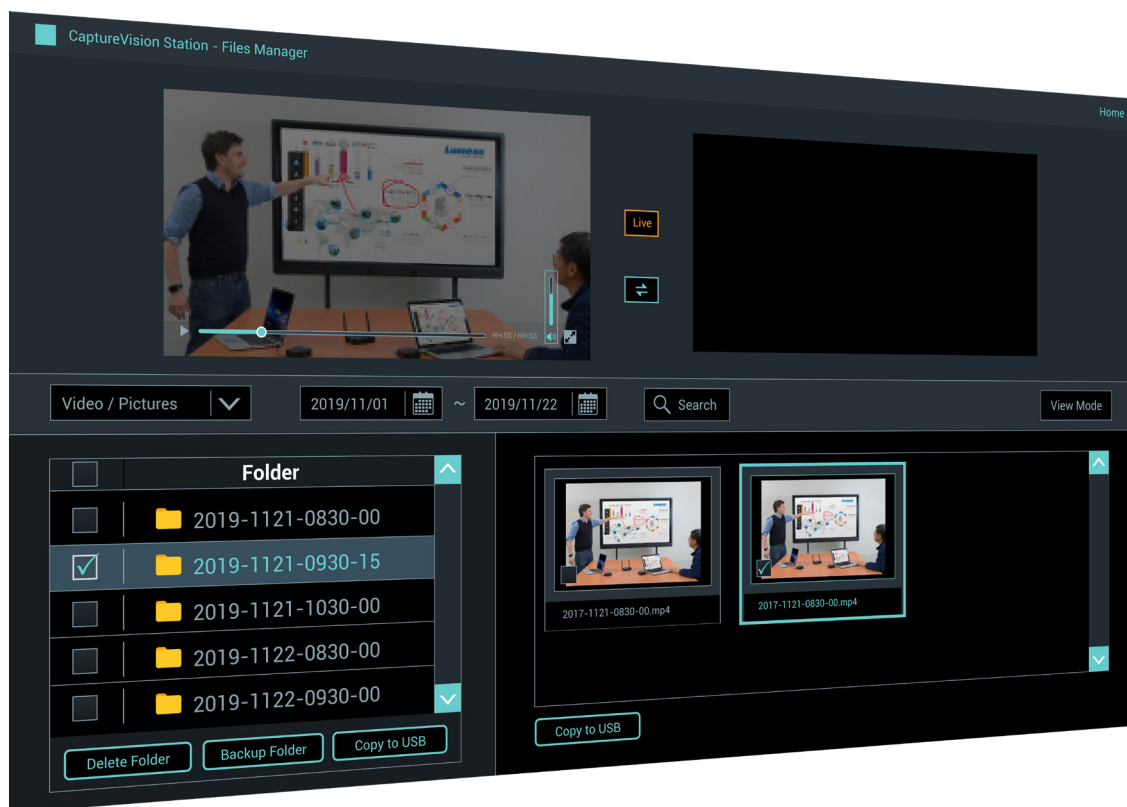 CaptureVision Station - Files Manager
Home
Lumens
Live
HH:SS / HH:SS
Video / Pictures
2019/11/01 ~ 2019/11/22
Search
View Mode
Folder
2019-1121-0830-00
2019-1121-0930-15
2019-1121-1030-00
2019-1122-0830-00
2019-1122-0930-00
Delete Folder
Backup Folder
Copy to USB
2017-1121-0830-00.mp4
2017-1121-0830-00.mp4
Copy to USB